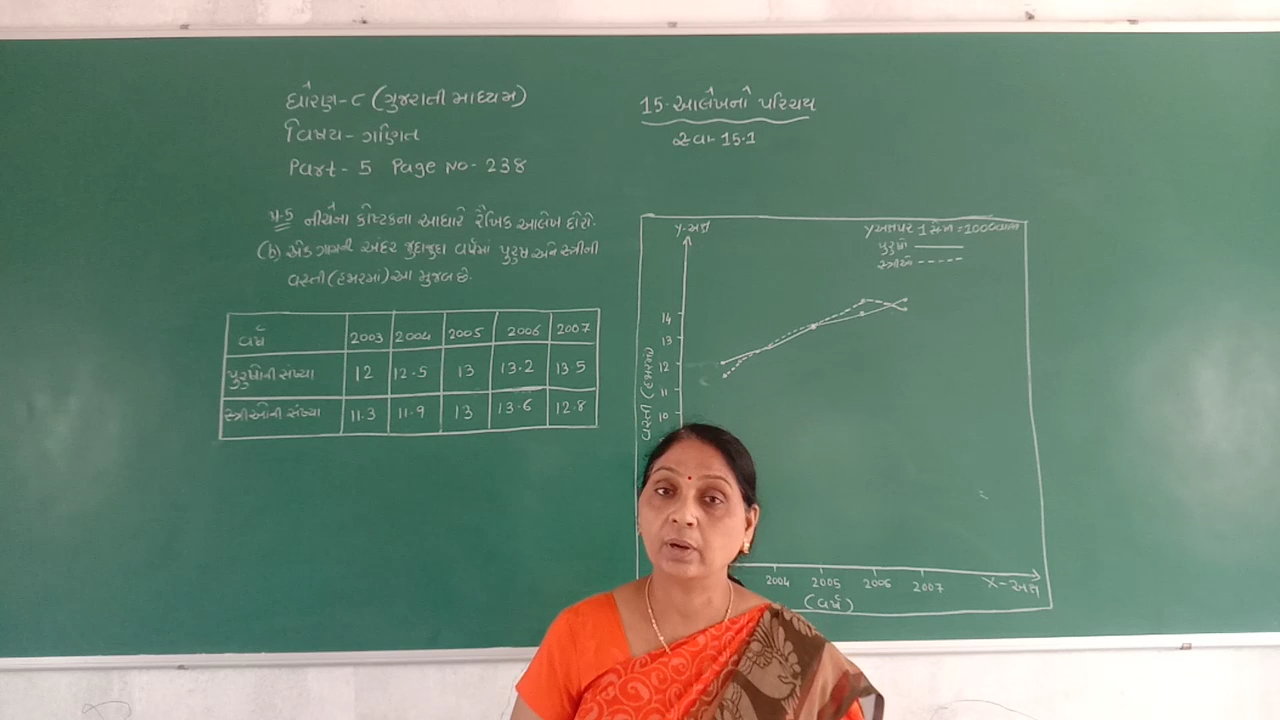 ધોરણ-૮ (ગુજરાતી માધ્યમ)
વિષય- ગણિત
Part- 5 Page No- 238
15. આલેખનો પરિચય
સ્વા- 15.1
પ્ર-5 નીચેના કોષ્ટકના આધારે રૈખિક આલેખ દોરો.
(b) એક ગામની અંદર જુદાજુદા વર્ષમાં પુરુષ અને સ્ત્રીની
વસ્તી (હજારમાં) આ મુજબ છે.
વર્ષ 2003 2004 2005 2006 2007
પુરુષોની સંખ્યા 12 12.5 13 13.2 13.5
સ્ત્રીઓની સંખ્યા 11.3 11.9 13 13.6 12.8
y-અક્ષ
y અક્ષપર 1 સેમી =1000
પુરુષો
સ્ત્રીઓ
14
13
12
11
10
વસ્તી (હજારમાં)
2004 2005 2006 2007
X-અક્ષ
(વર્ષ)